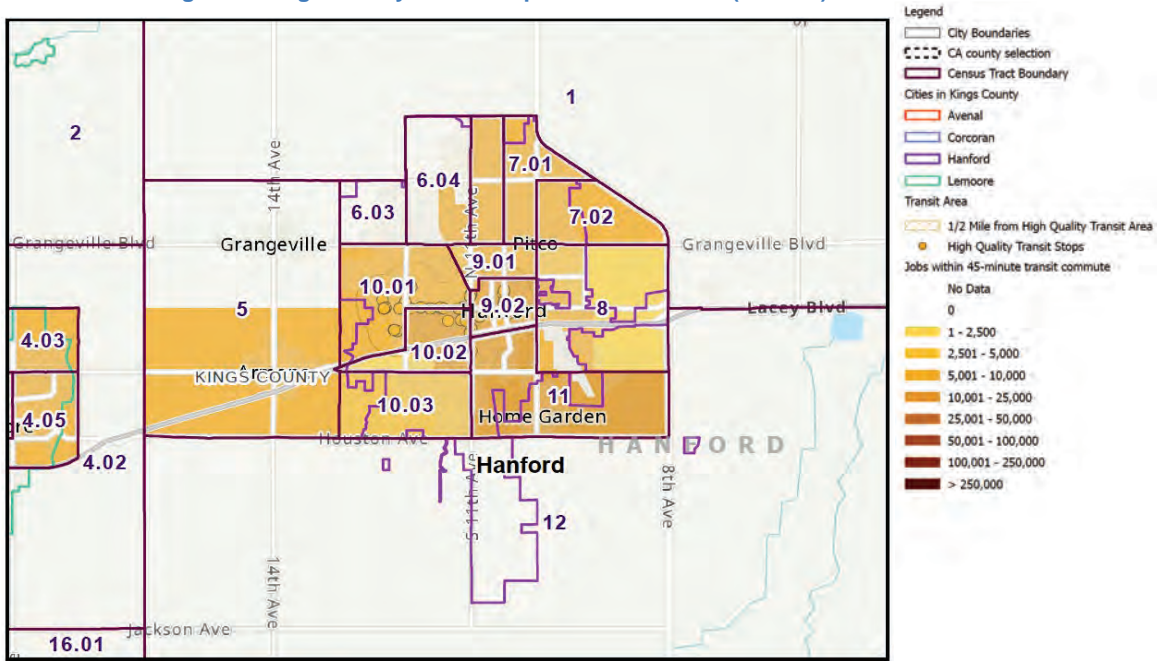 1
2
14th Ave
7.01
6.04
6.03
7.02
N 11th Ave
Grangeville Blvd
Grangeville
Pitco
Grangeville Blvd
9.01
10.01
9.02
5
Hanford
8
Lacey Blvd
4.03
10.02
KINGS COUNTY
11
10.03
4.05
Home Garden
Houston Ave
HANFORD
4.02
Hanford
S 11th Ave
8th Ave
12
14th Ave
Jackson Ave
16.01
Legend
City Boundaries
CA county selection
Census Tract Boundary
Cities in Kings County
Avenal
Corcoran
Hanford
Lemoore
Transit Area
1/2 Mile from High Quality Transit Area
High Quality Transit Stops
Jobs within 45-minute transit commute
No Data
0
1 - 2,500
2,501 - 5,000
5,001 - 10,000
10,001 - 25,000
25,001 - 50,000
50,001 - 100,000
100,001 - 250,000
> 250,000